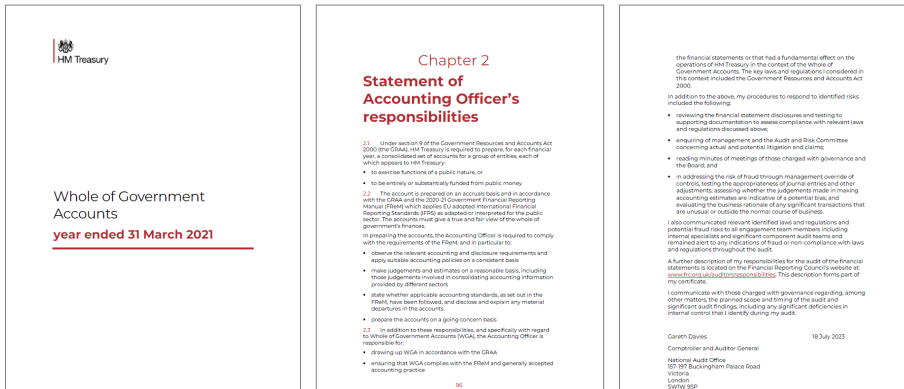 HM Treasury
Whole of Government
Accounts
year ended 31 March 2021
Chapter 2
Statement of
Accounting Officer's
responsibilities
2.1 Under section 9 of the Government Resources and Accounts Act
2000 (the GRAA), HM Treasury is required to prepare, for each financial
year, a consolidated set of accounts for a group of entities, each of
which appears to HM Treasury:
• to exercise functions of a public nature, or
• to be entirely or substantially funded from public money
2.2 The account is prepared on an accruals basis and in accordance
with the GRAA and the 2020-21 Government Financial Reporting
Manual (FReM) which applies EU adopted International Financial
Reporting Standards (IFRS) as adapted or interpreted for the public
sector. The accounts must give a true and fair view of the whole of
government's finances.
In preparing the accounts, the Accounting Officer is required to comply
with the requirements of the FReM, and in particular to:
• observe the relevant accounting and disclosure requirements and
apply suitable accounting policies on a consistent basis
• make judgements and estimates on a reasonable basis, including
those judgements involved in consolidating accounting information
provided by different sectors
• state whether applicable accounting standards, as set out in the
FReM, have been followed, and disclose and explain any material
departures in the accounts
• prepare the accounts on a going concern basis
2.3 In addition to these responsibilities, and specifically with regard
to Whole of Government Accounts (WGA), the Accounting Officer is
responsible for:
• drawing up WGA in accordance with the GRAA
• ensuring that WGA complies with the FReM and generally accepted
accounting practice
96
the financial statements or that had a fundamental effect on the
operations of HM Treasury in the context of the Whole of
Government Accounts. The key laws and regulations I considered in
this context included the Government Resources and Accounts Act
2000.
In addition to the above, my procedures to respond to identified risks
included the following:
• reviewing the financial statement disclosures and testing to
supporting documentation to assess compliance with relevant laws
and regulations discussed above;
• enquiring of management and the Audit and Risk Committee
concerning actual and potential litigation and claims;
• reading minutes of meetings of those charged with governance and
the Board; and
• in addressing the risk of fraud through management override of
controls, testing the appropriateness of journal entries and other
adjustments; assessing whether the judgements made in making
accounting estimates are indicative of a potential bias; and
evaluating the business rationale of any significant transactions that
are unusual or outside the normal course of business.
I also communicated relevant identified laws and regulations and
potential fraud risks to all engagement team members including
internal specialists and significant component audit teams and
remained alert to any indications of fraud or non-compliance with laws
and regulations throughout the audit.
A further description of my responsibilities for the audit of the financial
statements is located on the Financial Reporting Council's website at:
www.frc.org.uk/auditorsresponsibilities. This description forms part of
my certificate.
I communicate with those charged with governance regarding, among
other matters, the planned scope and timing of the audit and
significant audit findings, including any significant deficiencies in
internal control that I identify during my audit.
Gareth Davies 18 July 2023
Comptroller and Auditor General
National Audit Office
157-197 Buckingham Palace Road
Victoria
London
SW1W 9SP